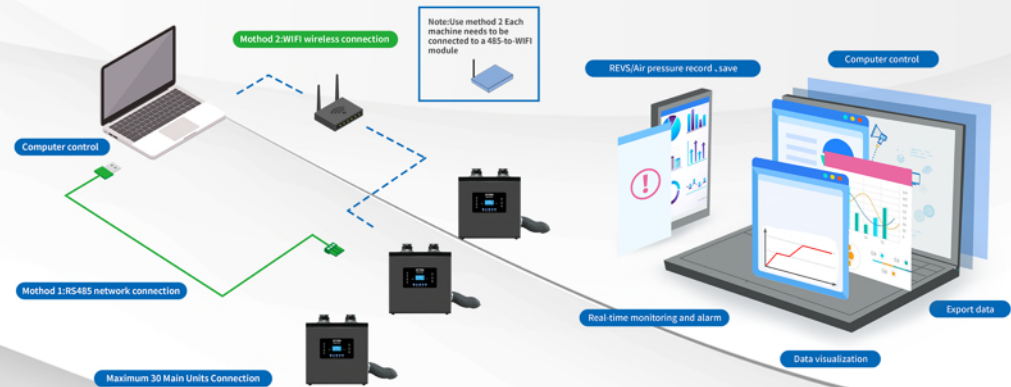 Mothod 2:WIFI wireless connection
Note:Use method 2 Each
machine needs to be
connected to a 485-to-WIFI
module
Computer control
REVS/Air pressure record 、save
Computer control
Mothod 1:RS485 network connection
Real-time monitoring and alarm
Export data
Data visualization
Maximum 30 Main Units Connection